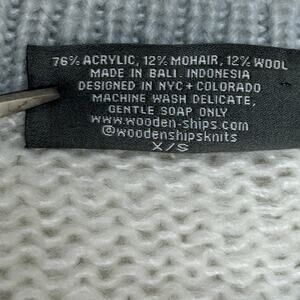 76% ACRYLIC, 12% MOHAIR, 12% WOOL
MADE IN BALI, INDONESIA
DESIGNED IN NYC + COLORADO
MACHINE WASH DELICATE,
GENTLE SOAP ONLY
www.wooden-ships.com
@woodenshipsknits
X/S